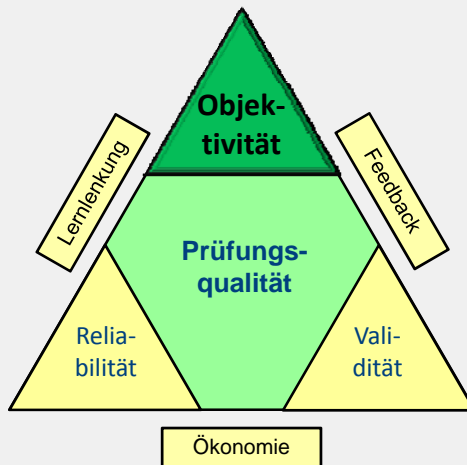 Objek-
tivität
Lernlenkung
Feedback
Prüfungs-
qualität
Relia-
bilität
Vali-
dität
Ökonomie